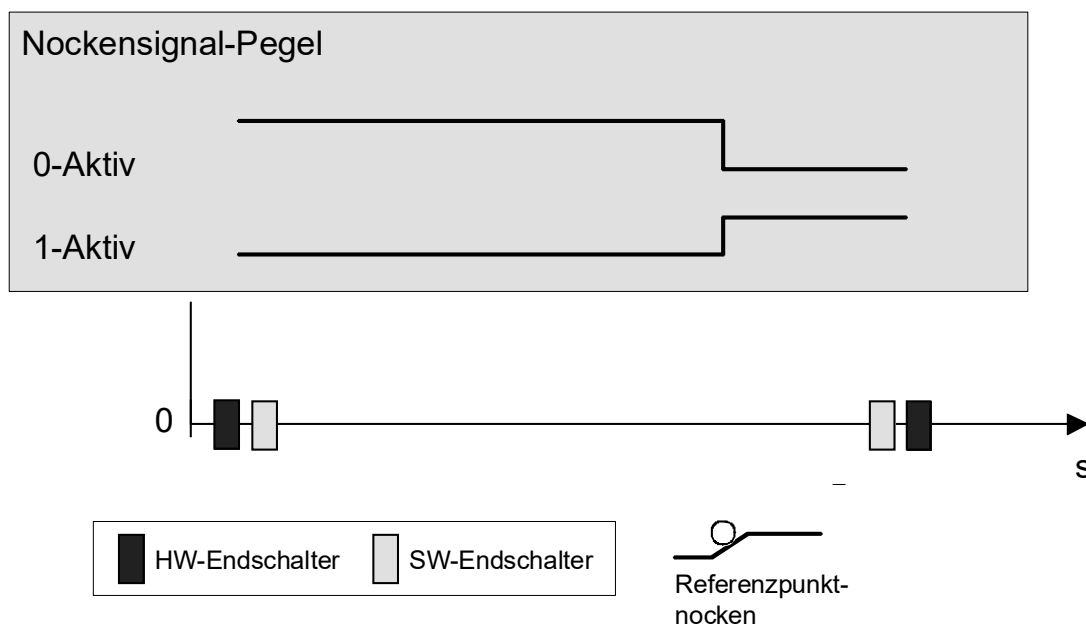 Nockensignal-Pegel
0-Aktiv
1-Aktiv
0
s
HW-Endschalter
SW-Endschalter
Referenzpunkt-
nocken